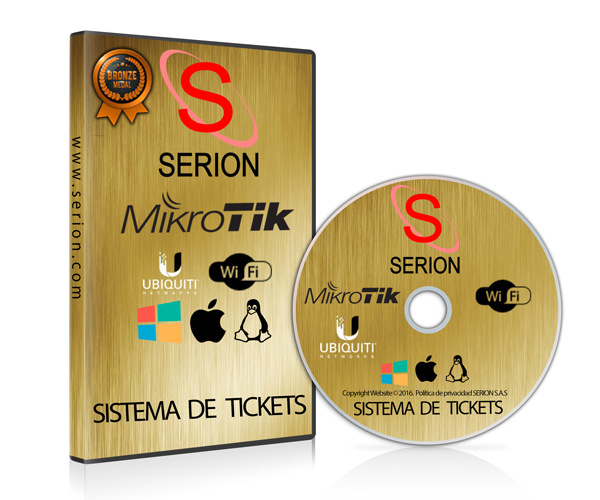 BRONZE
MEDAL
www.serion.com
S
SERION
MikroTik
U
UBIQUITI
NETWORKS
Wi Fi
SISTEMA DE TICKETS
S
SERION
MikroTik
Wi Fi
U
UBIQUITI
NETWORKS
Copyright Website © 2016. Política de privacidad SERION S.A.S
SISTEMA DE TICKETS